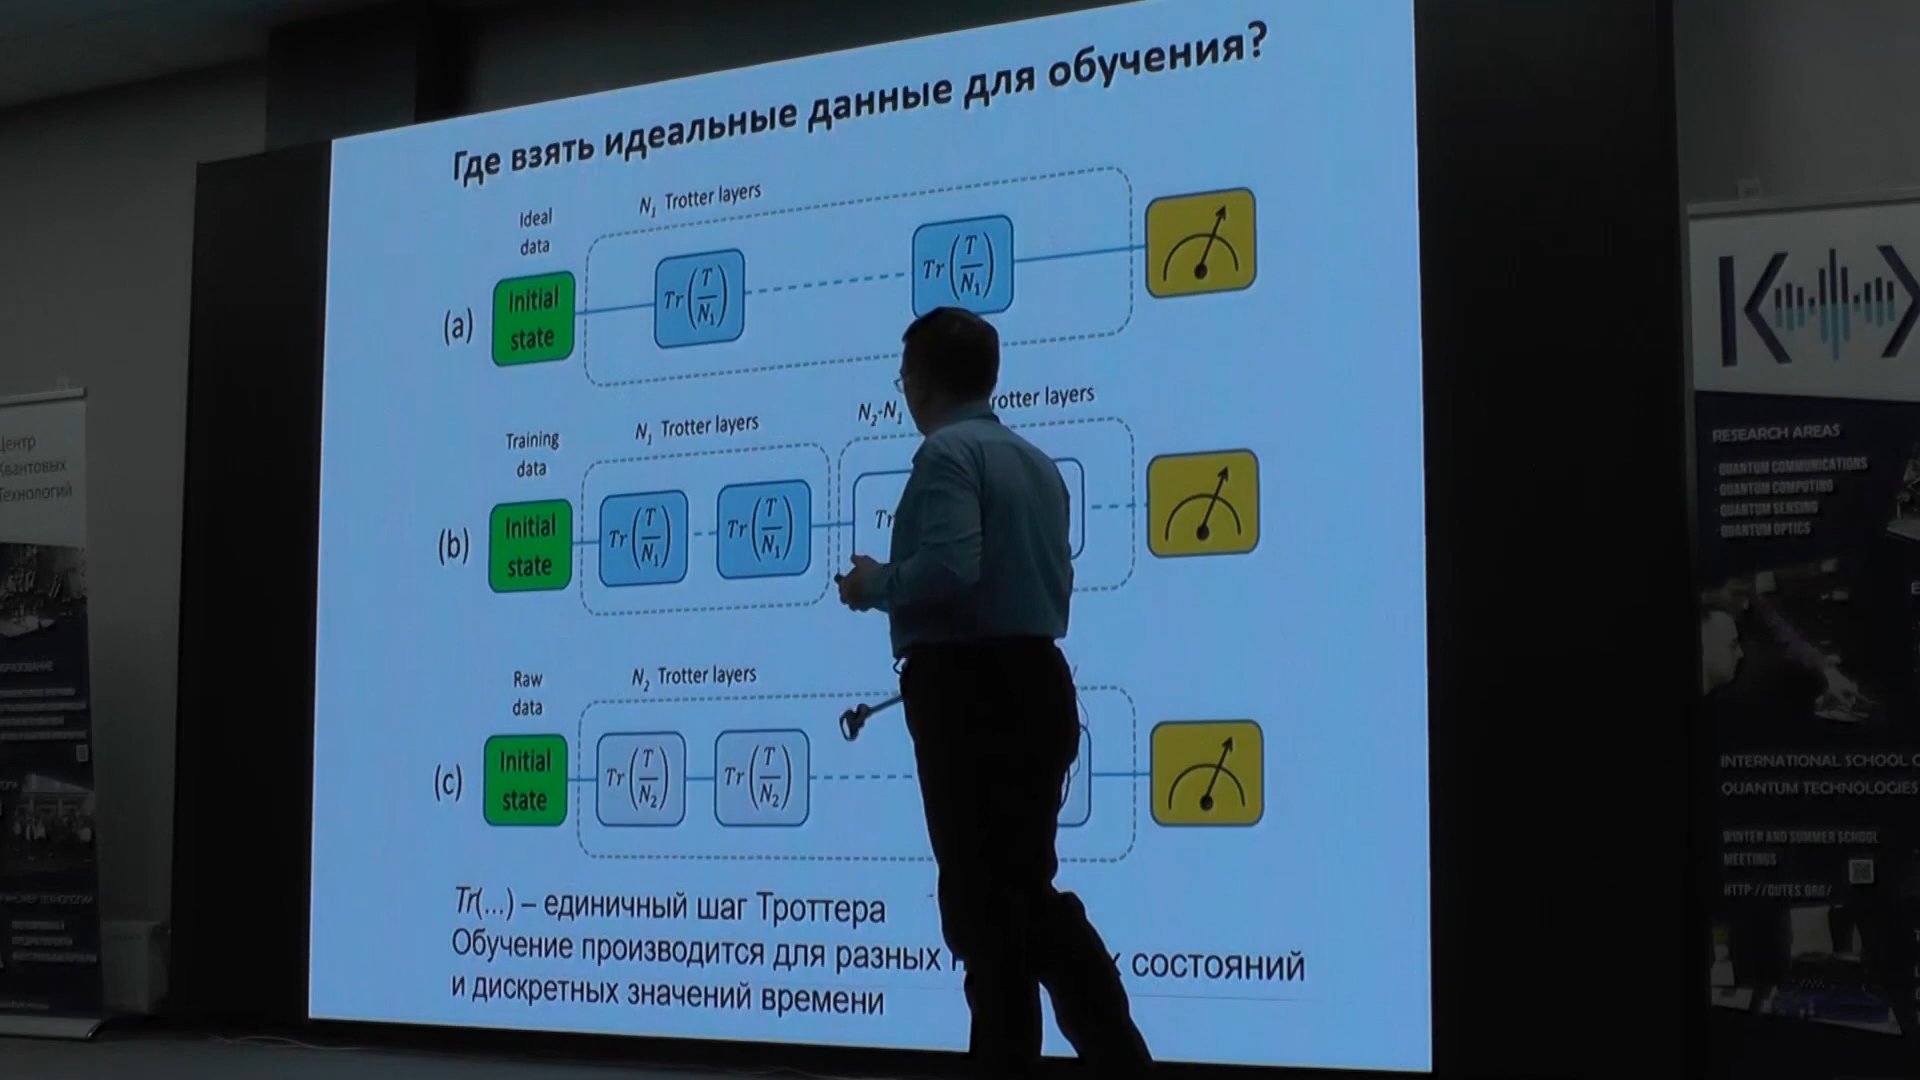 Где взять идеальные данные для обучения?
Ideal
data
N1 Trotter layers
(a)
Initial
state
Tr(T/N1)
Tr(T/N1)
Training
data
N1 Trotter layers
N2-N1
rotter layers
(b)
Initial
state
Tr(T/N1)
Tr(T/N1)
Tr
Raw
data
N2 Trotter layers
(c)
Initial
state
Tr(T/N2)
Tr(T/N2)
Tr(...) – единичный шаг Троттера
Обучение производится для разных состояний
и дискретных значений времени
Центр
Квантовых
Технологий
RESEARCH AREAS
· QUANTUM COMMUNICATIONS
· QUANTUM COMPUTING
· QUANTUM SENSING
· QUANTUM OPTICS
INTERNATIONAL SCHOOL
QUANTUM TECHNOLOGIES
WINTER AND SUMMER SCHOOL
MEETINGS
HTTP://QUTES.ORG/